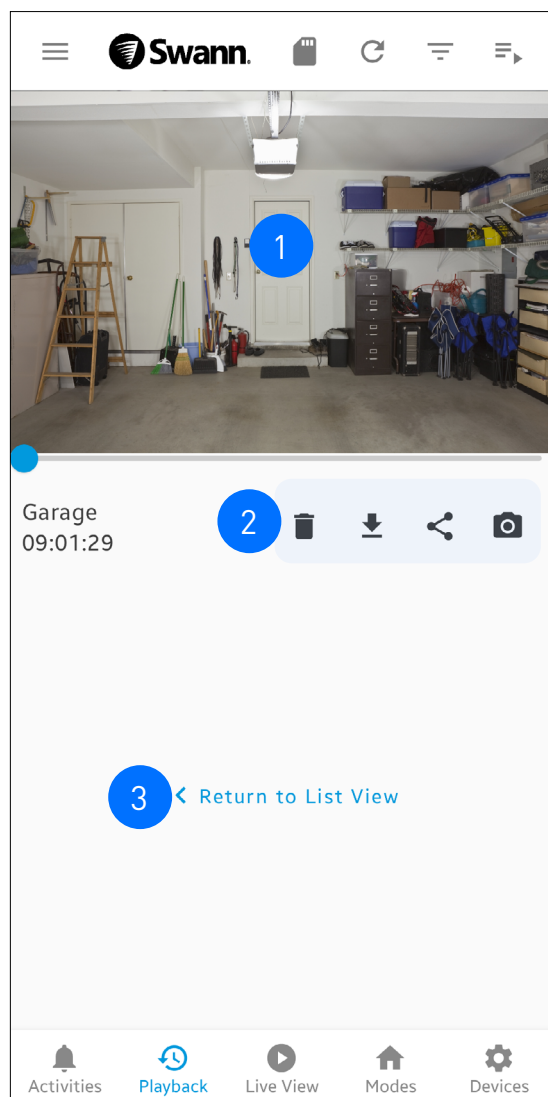 Swann.
1
Garage
09:01:29
2
3
Return to List View
Activities
Playback
Live View
Modes
Devices